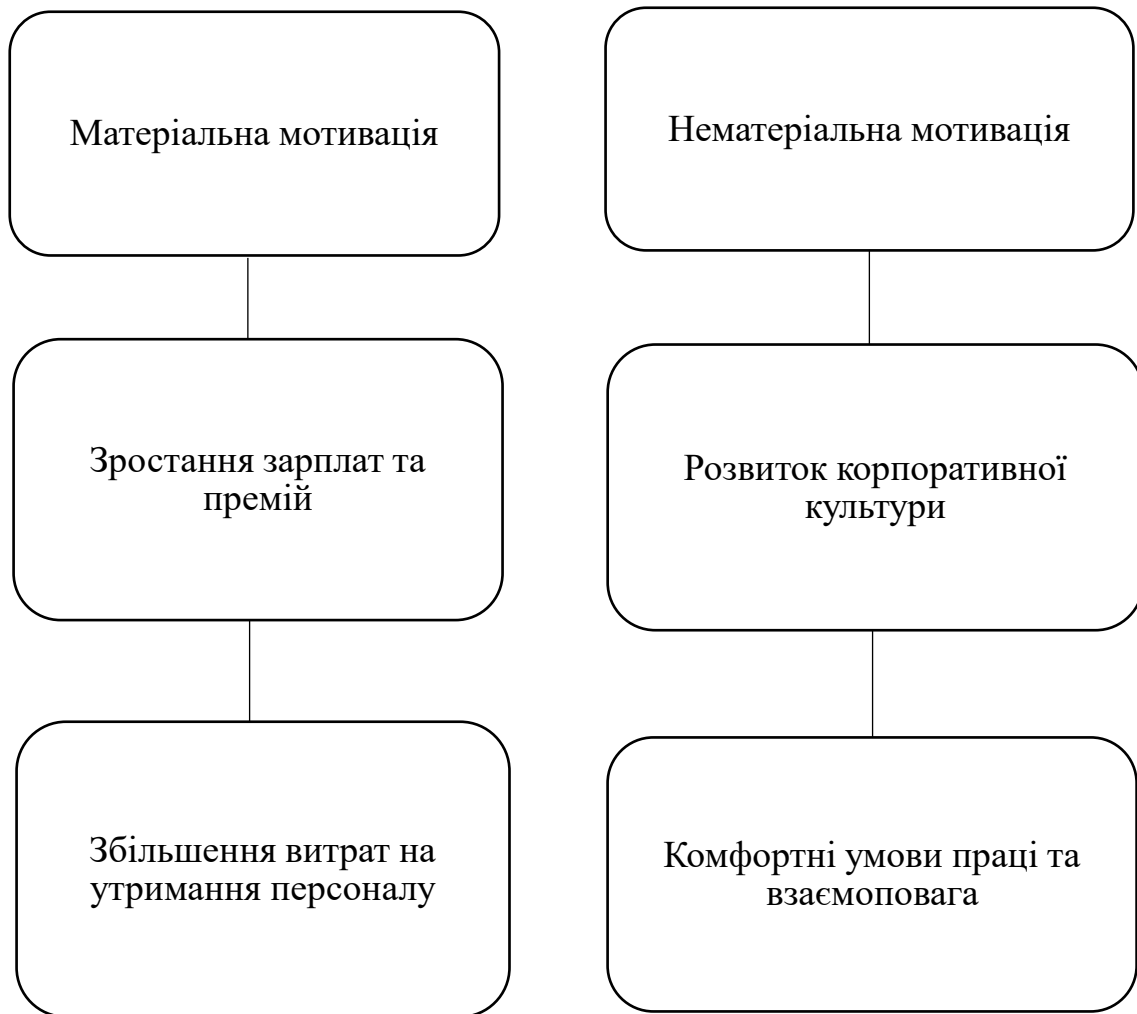 Матеріальна мотивація
Нематеріальна мотивація
Зростання зарплат та
премій
Розвиток корпоративної
культури
Збільшення витрат на
утримання персоналу
Комфортні умови праці та
взаємоповага